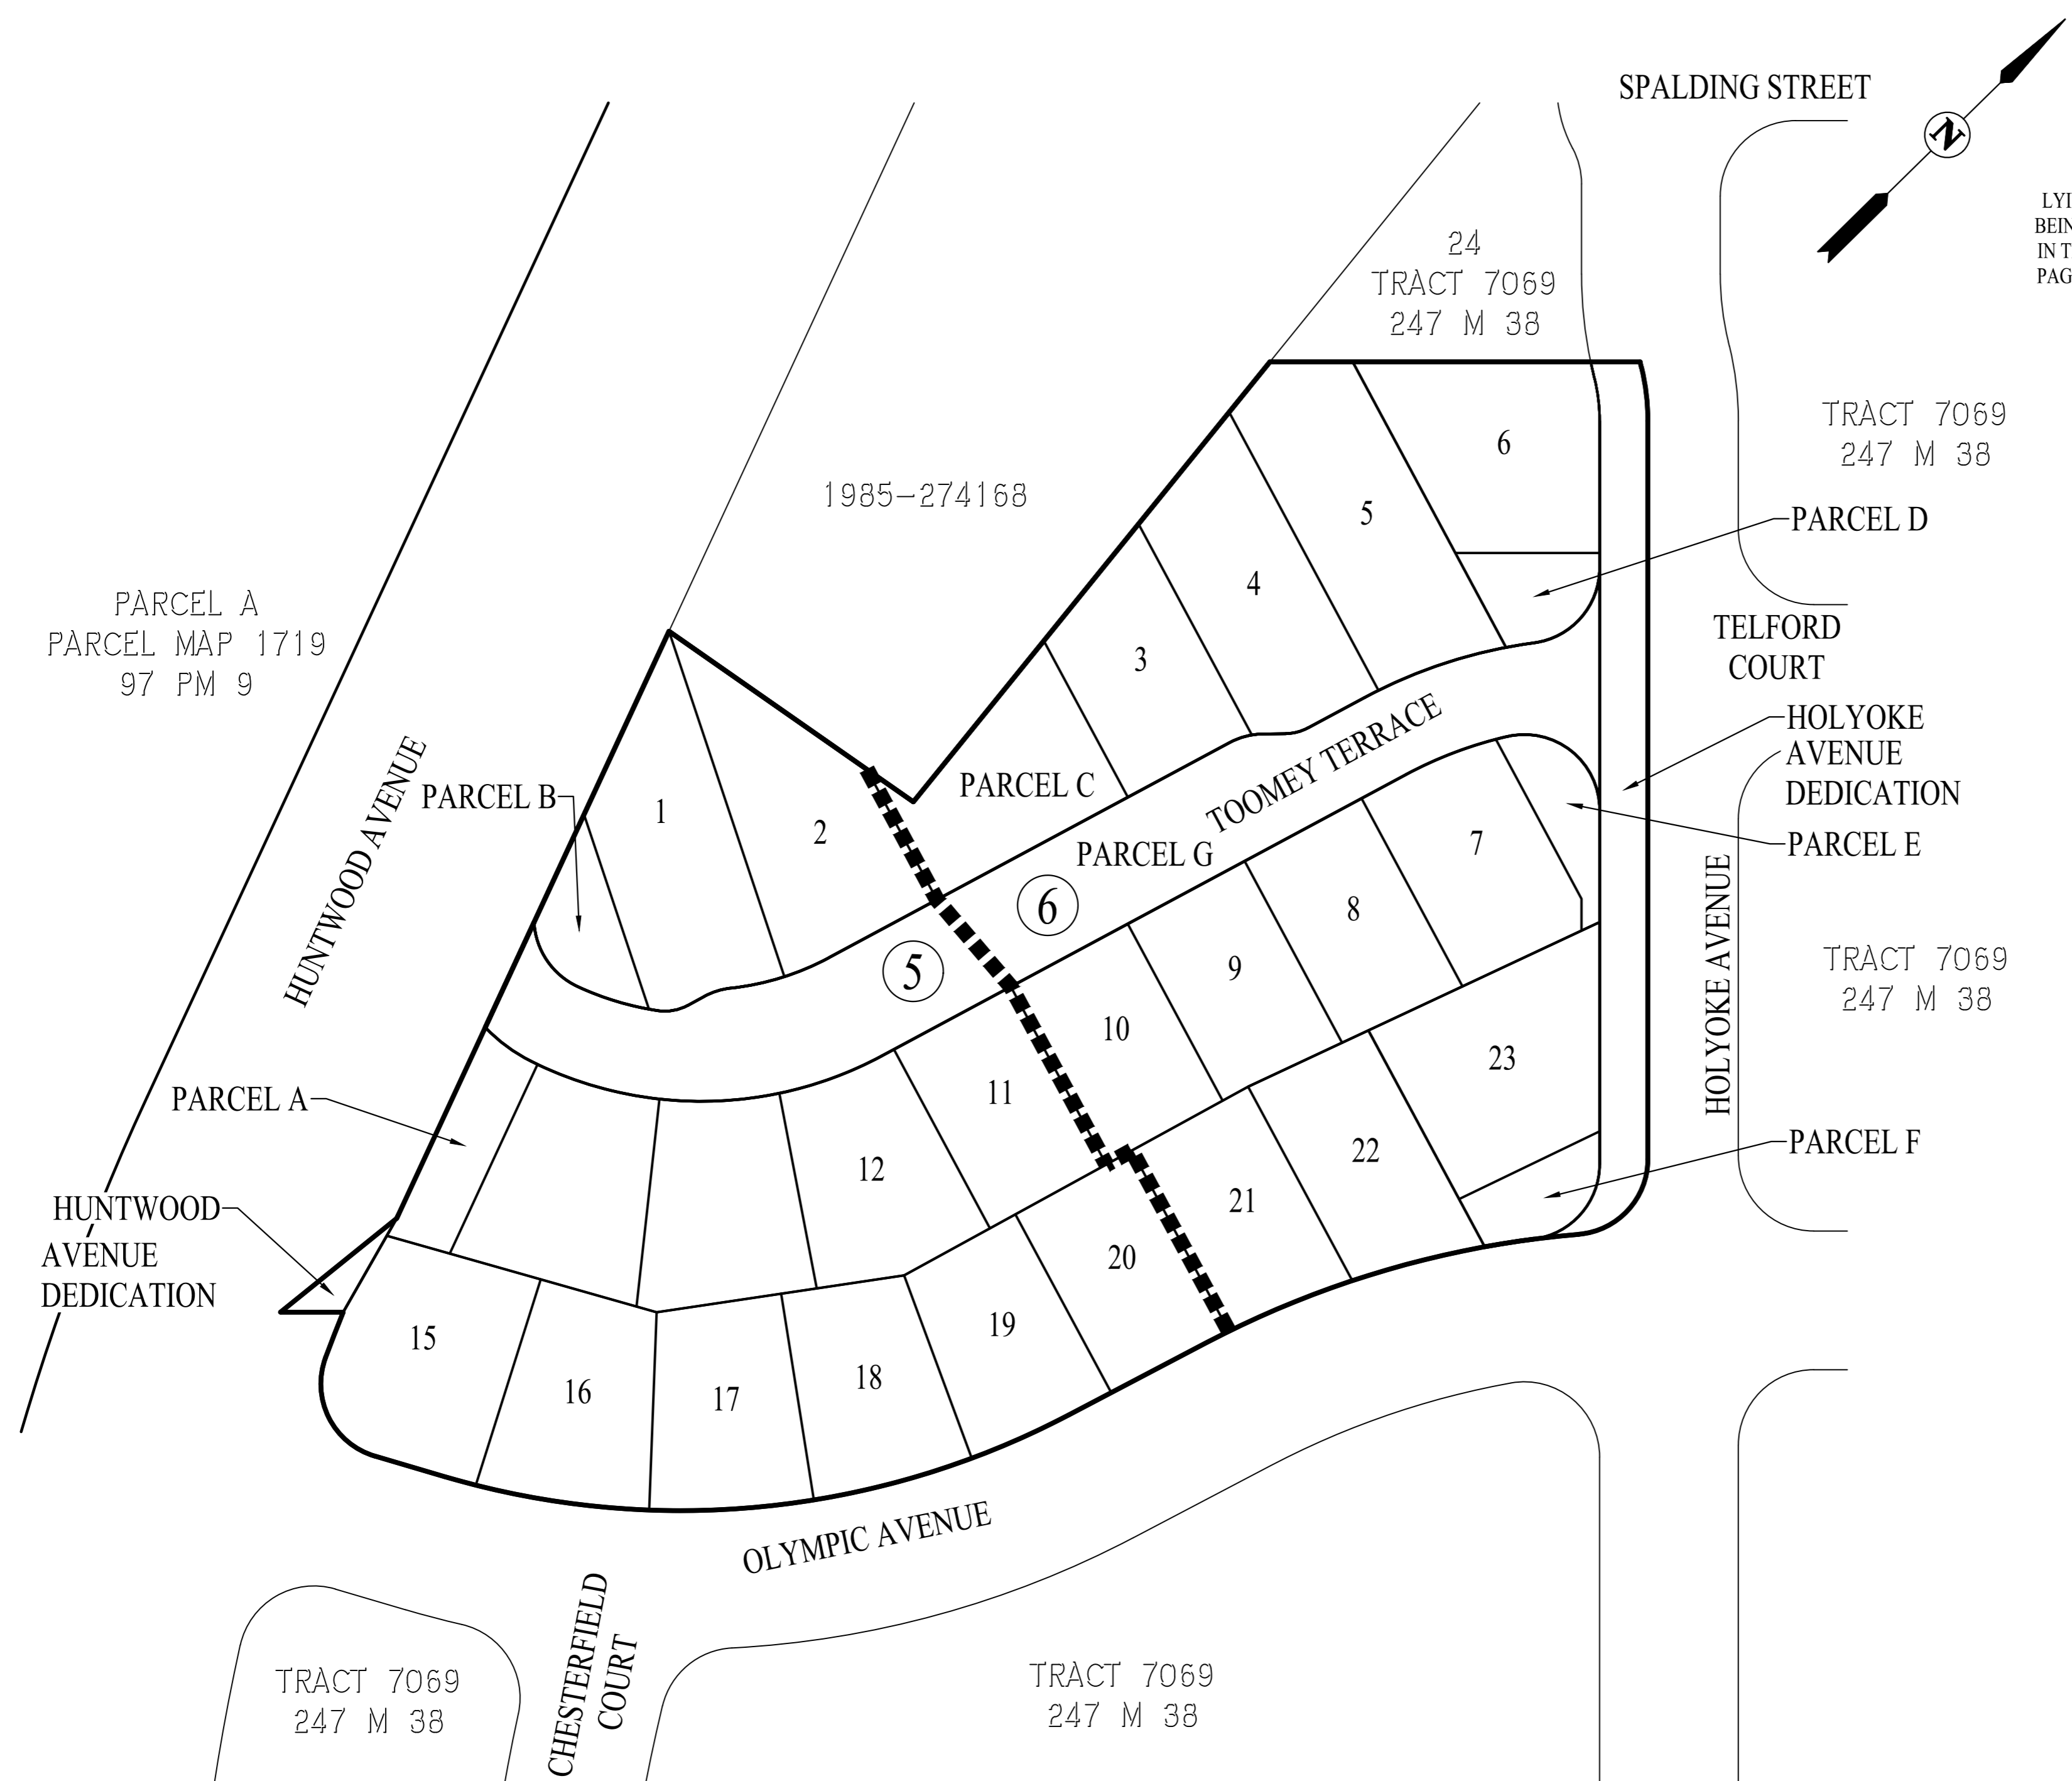 SPALDING STREET
N
LYI
BEIN
IN T
PAG
24
TRACT 7069
247 M 38
TRACT 7069
247 M 38
6
5
PARCEL D
1985-274168
4
PARCEL A
PARCEL MAP 1719
97 PM 9
3
TELFORD
COURT
HOLYOKE
AVENUE
DEDICATION
HUNTWOOD AVENUE
PARCEL B
1
2
PARCEL C
TOOMEY TERRACE
PARCEL G
7
PARCEL E
6
8
5
9
HOLYOKE AVENUE
TRACT 7069
247 M 38
10
23
11
PARCEL A
12
22
PARCEL F
21
HUNTWOOD
AVENUE
DEDICATION
20
15
19
16
17
18
OLYMPIC AVENUE
CHESTERFIELD
COURT
TRACT 7069
247 M 38
TRACT 7069
247 M 38